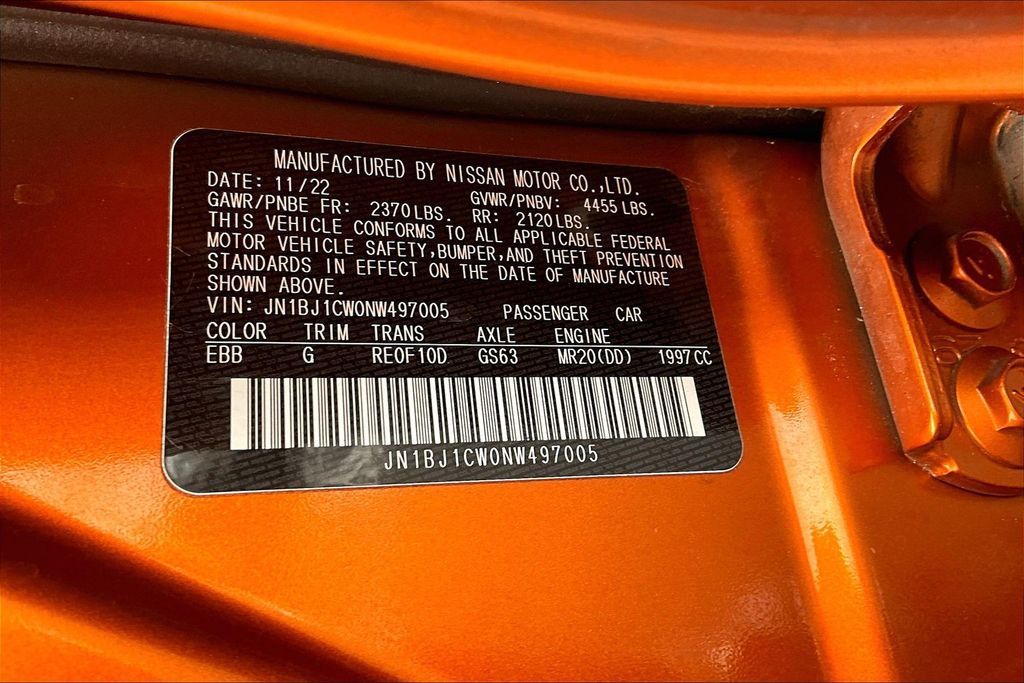 MANUFACTURED BY NISSAN MOTOR CO.,LTD.
DATE: 11/22 GVWR/PNBV: 4455 LBS.
GAWR/PNBE FR: 2370 LBS. RR: 2120 LBS.
THIS VEHICLE CONFORMS TO ALL APPLICABLE FEDERAL
MOTOR VEHICLE SAFETY,BUMPER,AND THEFT PREVENTION
STANDARDS IN EFFECT ON THE DATE OF MANUFACTURE
SHOWN ABOVE.
VIN: JN1BJ1CW0NW497005 PASSENGER CAR
COLOR TRIM TRANS AXLE ENGINE
EBB G RE0F10D GS63 MR20(DD) 1997 CC
JN1BJ1CW0NW497005